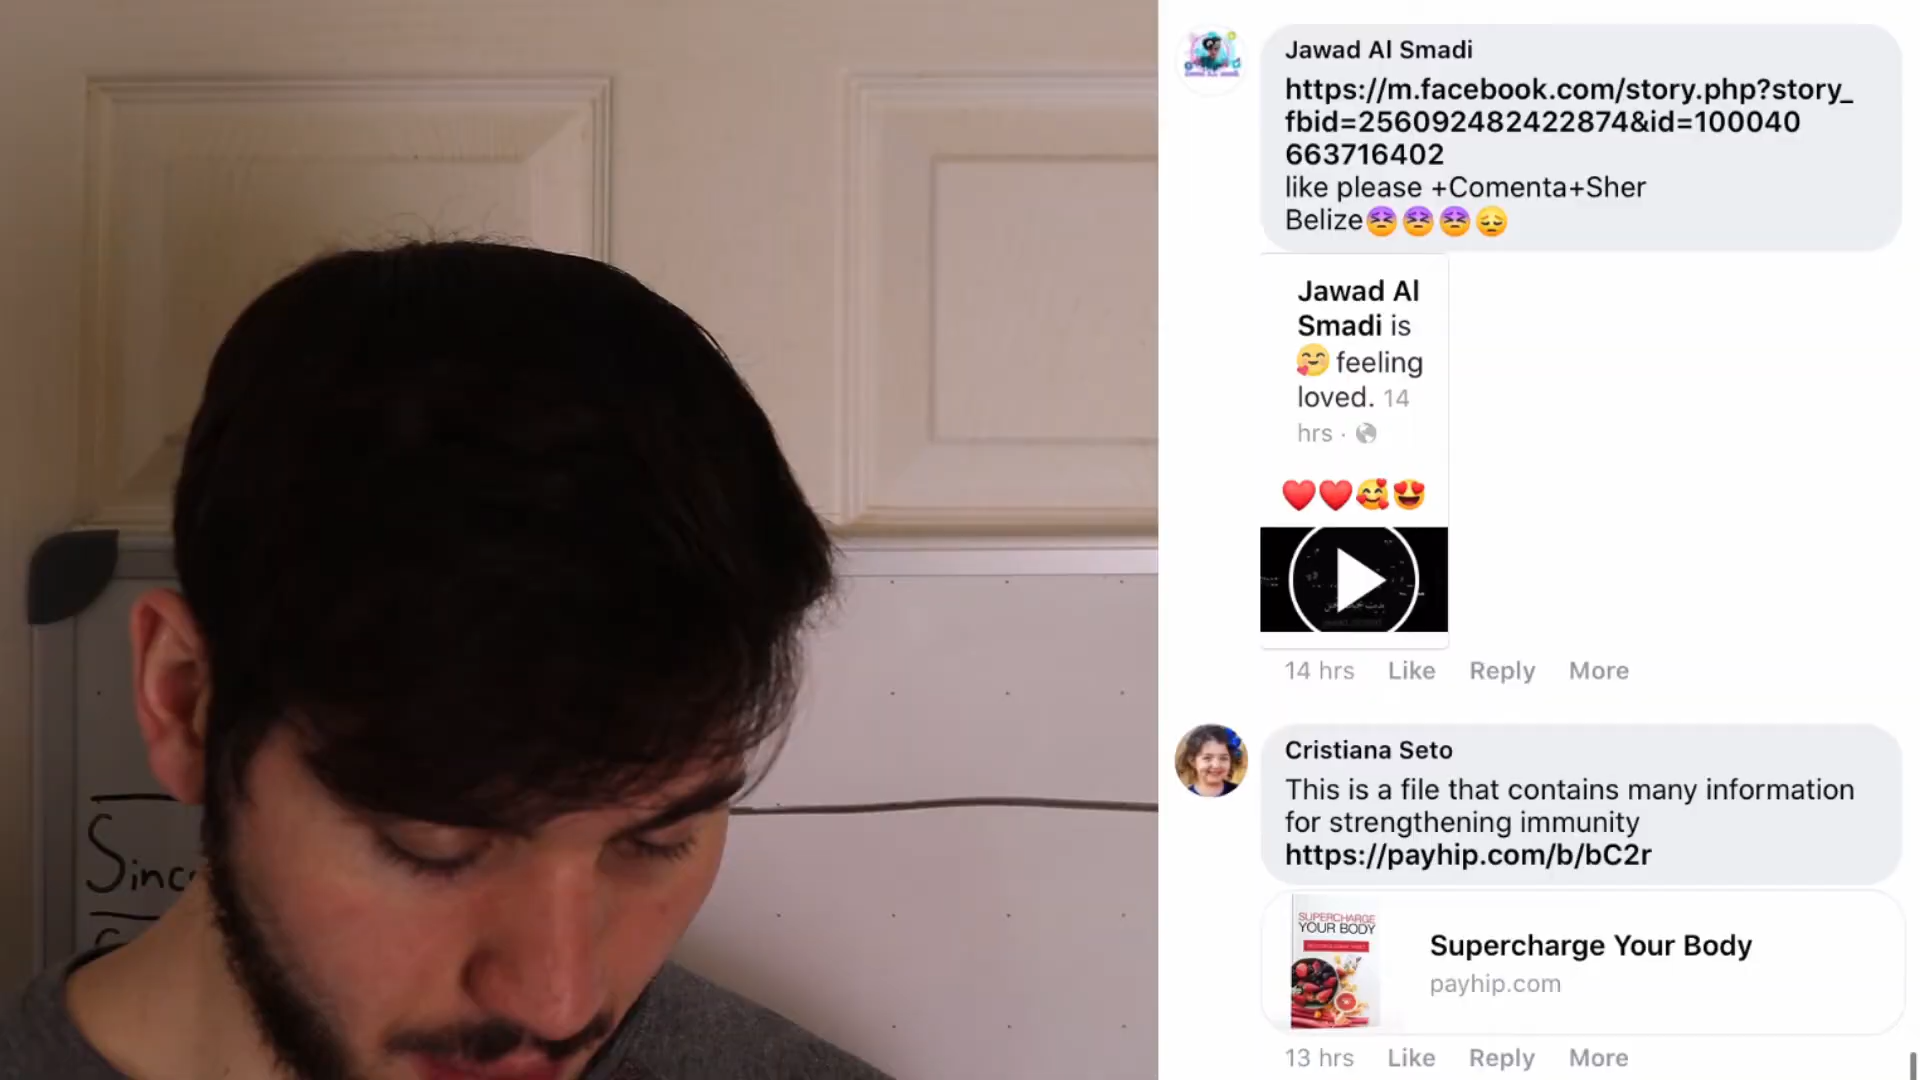 Jawad Al Smadi
https://m.facebook.com/story.php?story_
fbid=256092482422874&id=100040
663716402
like please +Comenta+Sher
Belize😣😣😣😔
Jawad Al
Smadi is
🥰 feeling
loved. 14
hrs ·
❤️❤️🥰😍
14 hrs Like Reply More
Cristiana Seto
This is a file that contains many information
for strengthening immunity
https://payhip.com/b/bC2r
SUPERCHARGE
YOUR BODY
Supercharge Your Body
payhip.com
13 hrs Like Reply More
Sinc